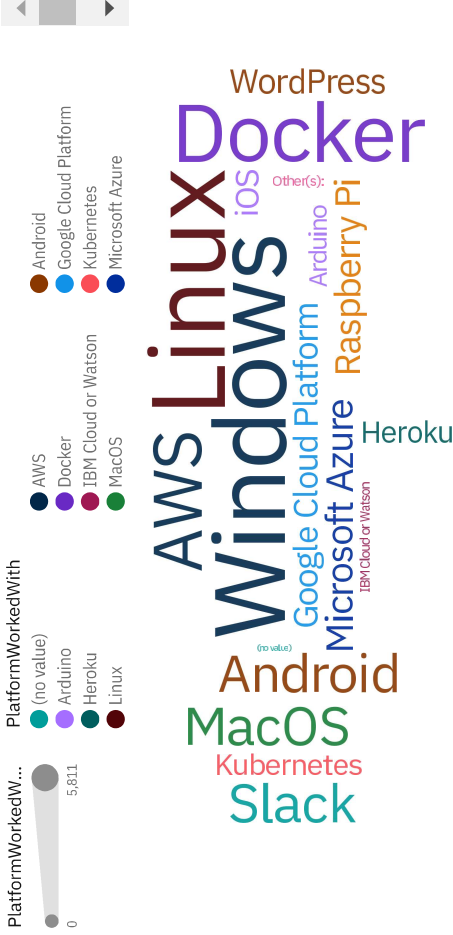 PlatformWorkedW...
0
5,811
PlatformWorkedWith
(no value)
AWS
Android
Arduino
Docker
Google Cloud Platform
Heroku
IBM Cloud or Watson
Kubernetes
Linux
MacOS
Microsoft Azure
WordPress
Docker
Linux
iOS
Other(s):
Arduino
Raspberry Pi
Windows
AWS
Google Cloud Platform
Microsoft Azure
Heroku
IBM Cloud or Watson
(no value)
Android
MacOS
Kubernetes
Slack